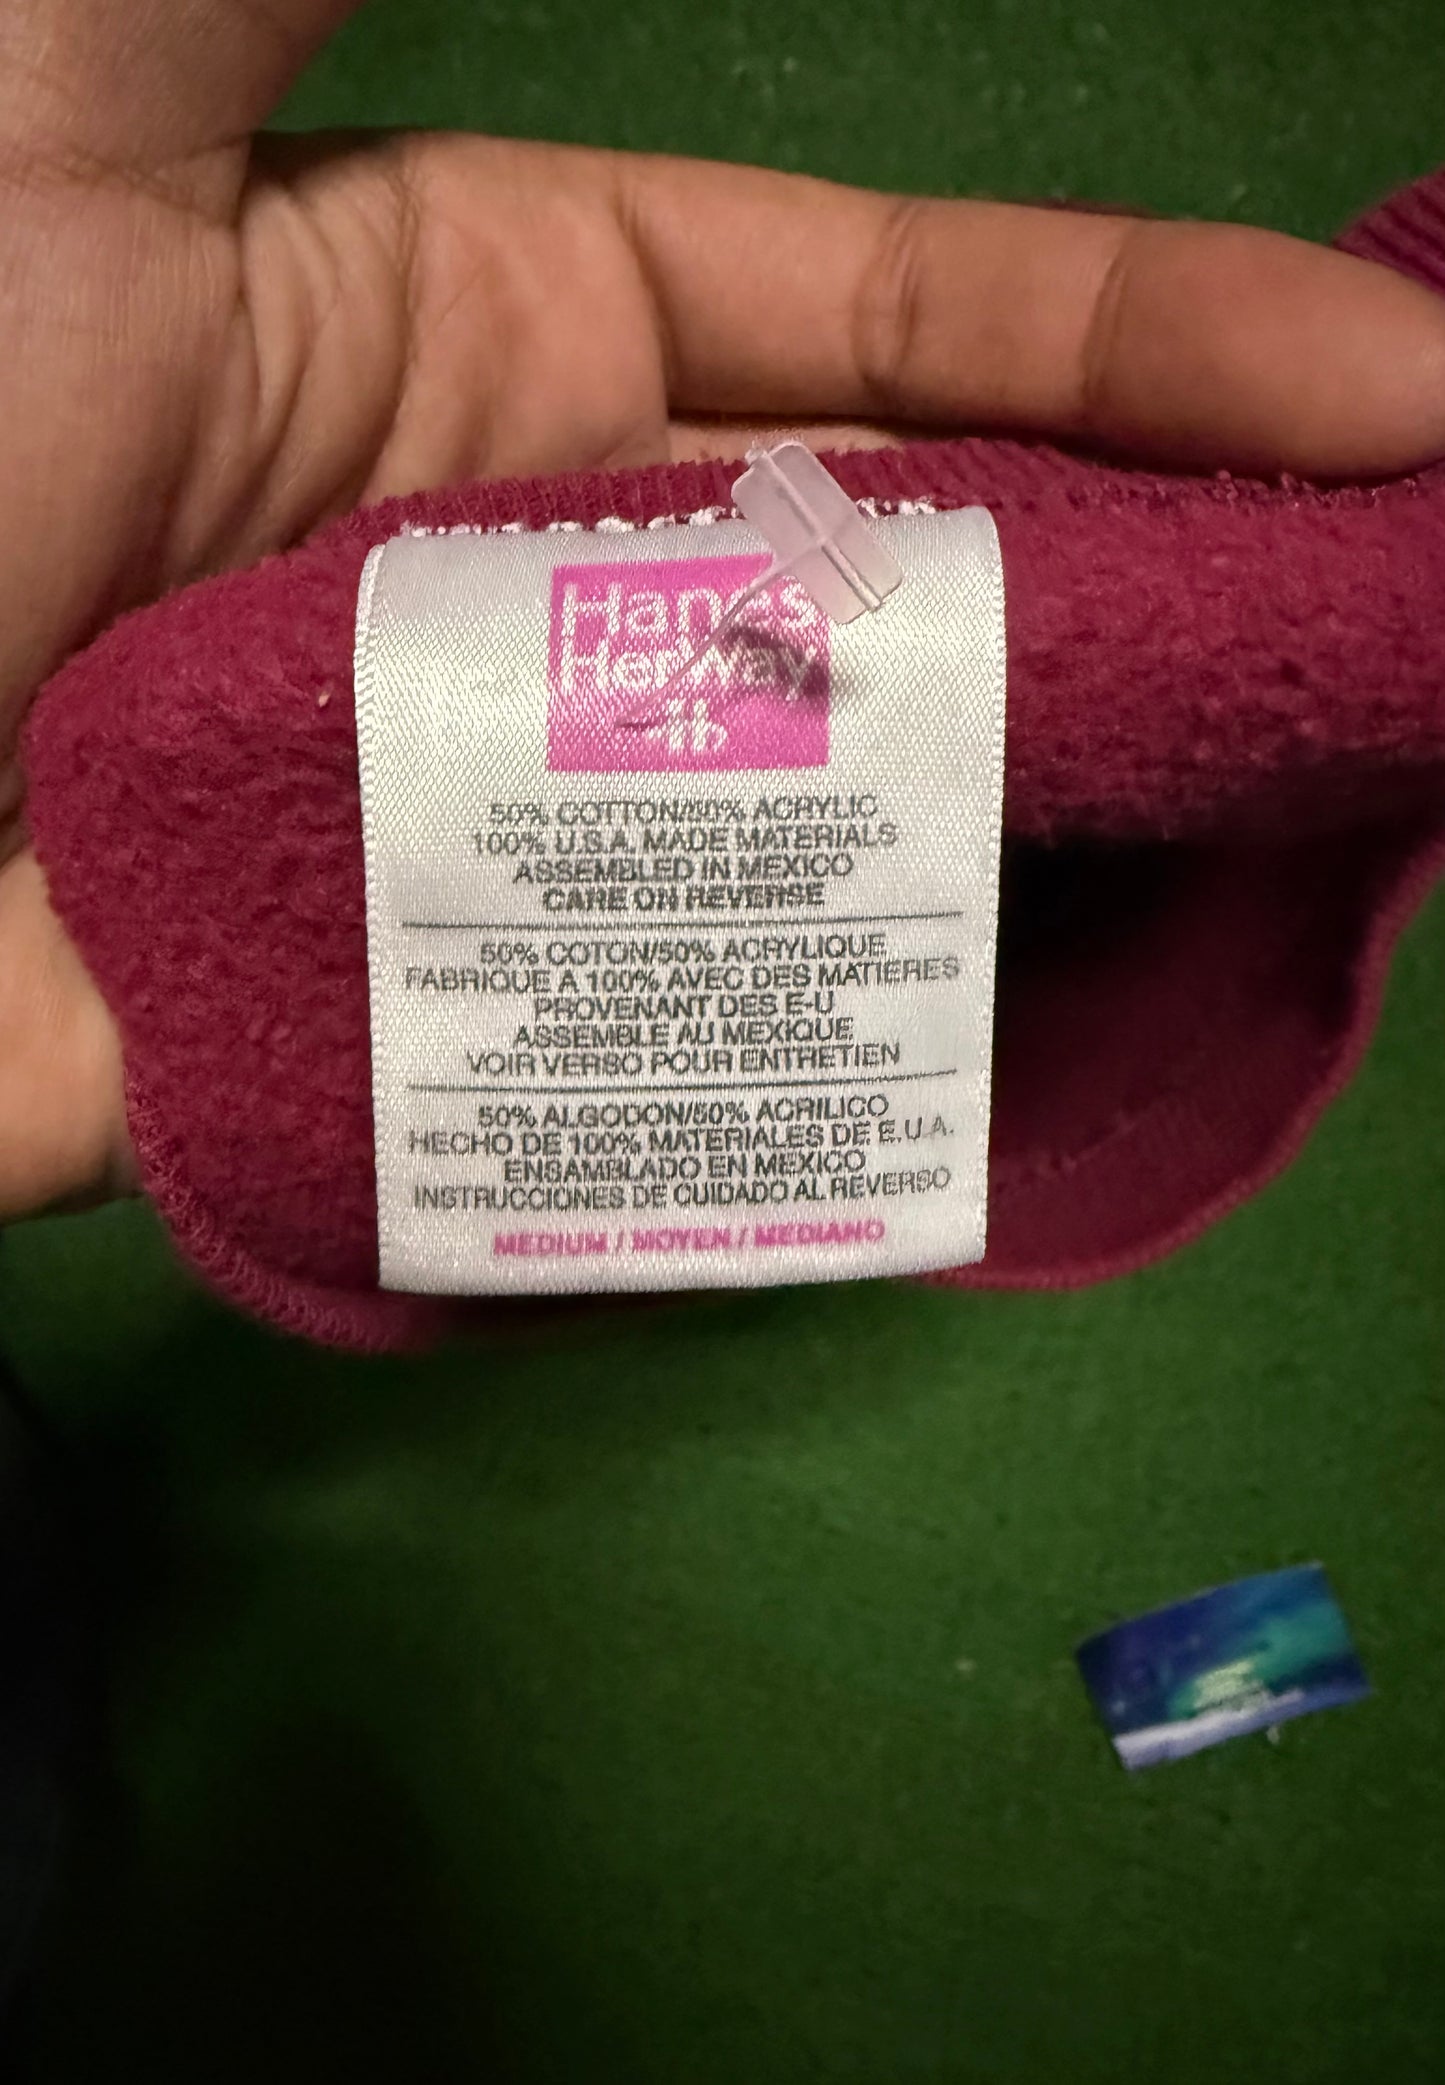 Hanes
Herway
50% COTTON/50% ACRYLIC
100% U.S.A. MADE MATERIALS
ASSEMBLED IN MEXICO
CARE ON REVERSE
50% COTON/50% ACRYLIQUE
FABRIQUE A 100% AVEC DES MATIERES
PROVENANT DES E-U
ASSEMBLE AU MEXIQUE
VOIR VERSO POUR ENTRETIEN
50% ALGODON/50% ACRILICO
HECHO DE 100% MATERIALES DE E.U.A.
ENSAMBLADO EN MEXICO
INSTRUCCIONES DE CUIDADO AL REVERSO
MEDIUM / MOYEN / MEDIANO